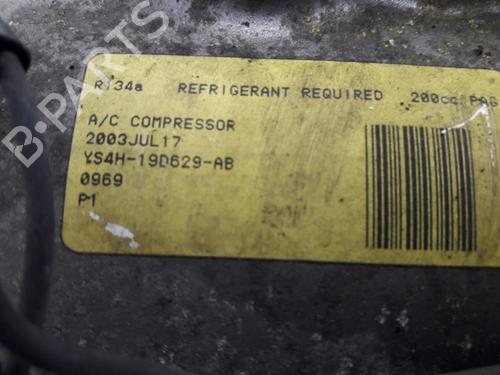 B-PARTS
R134a REFRIGERANT REQUIRED 200cc PAG
A/C COMPRESSOR
2003JUL17
YS4H-19D629-AB
0969
P1